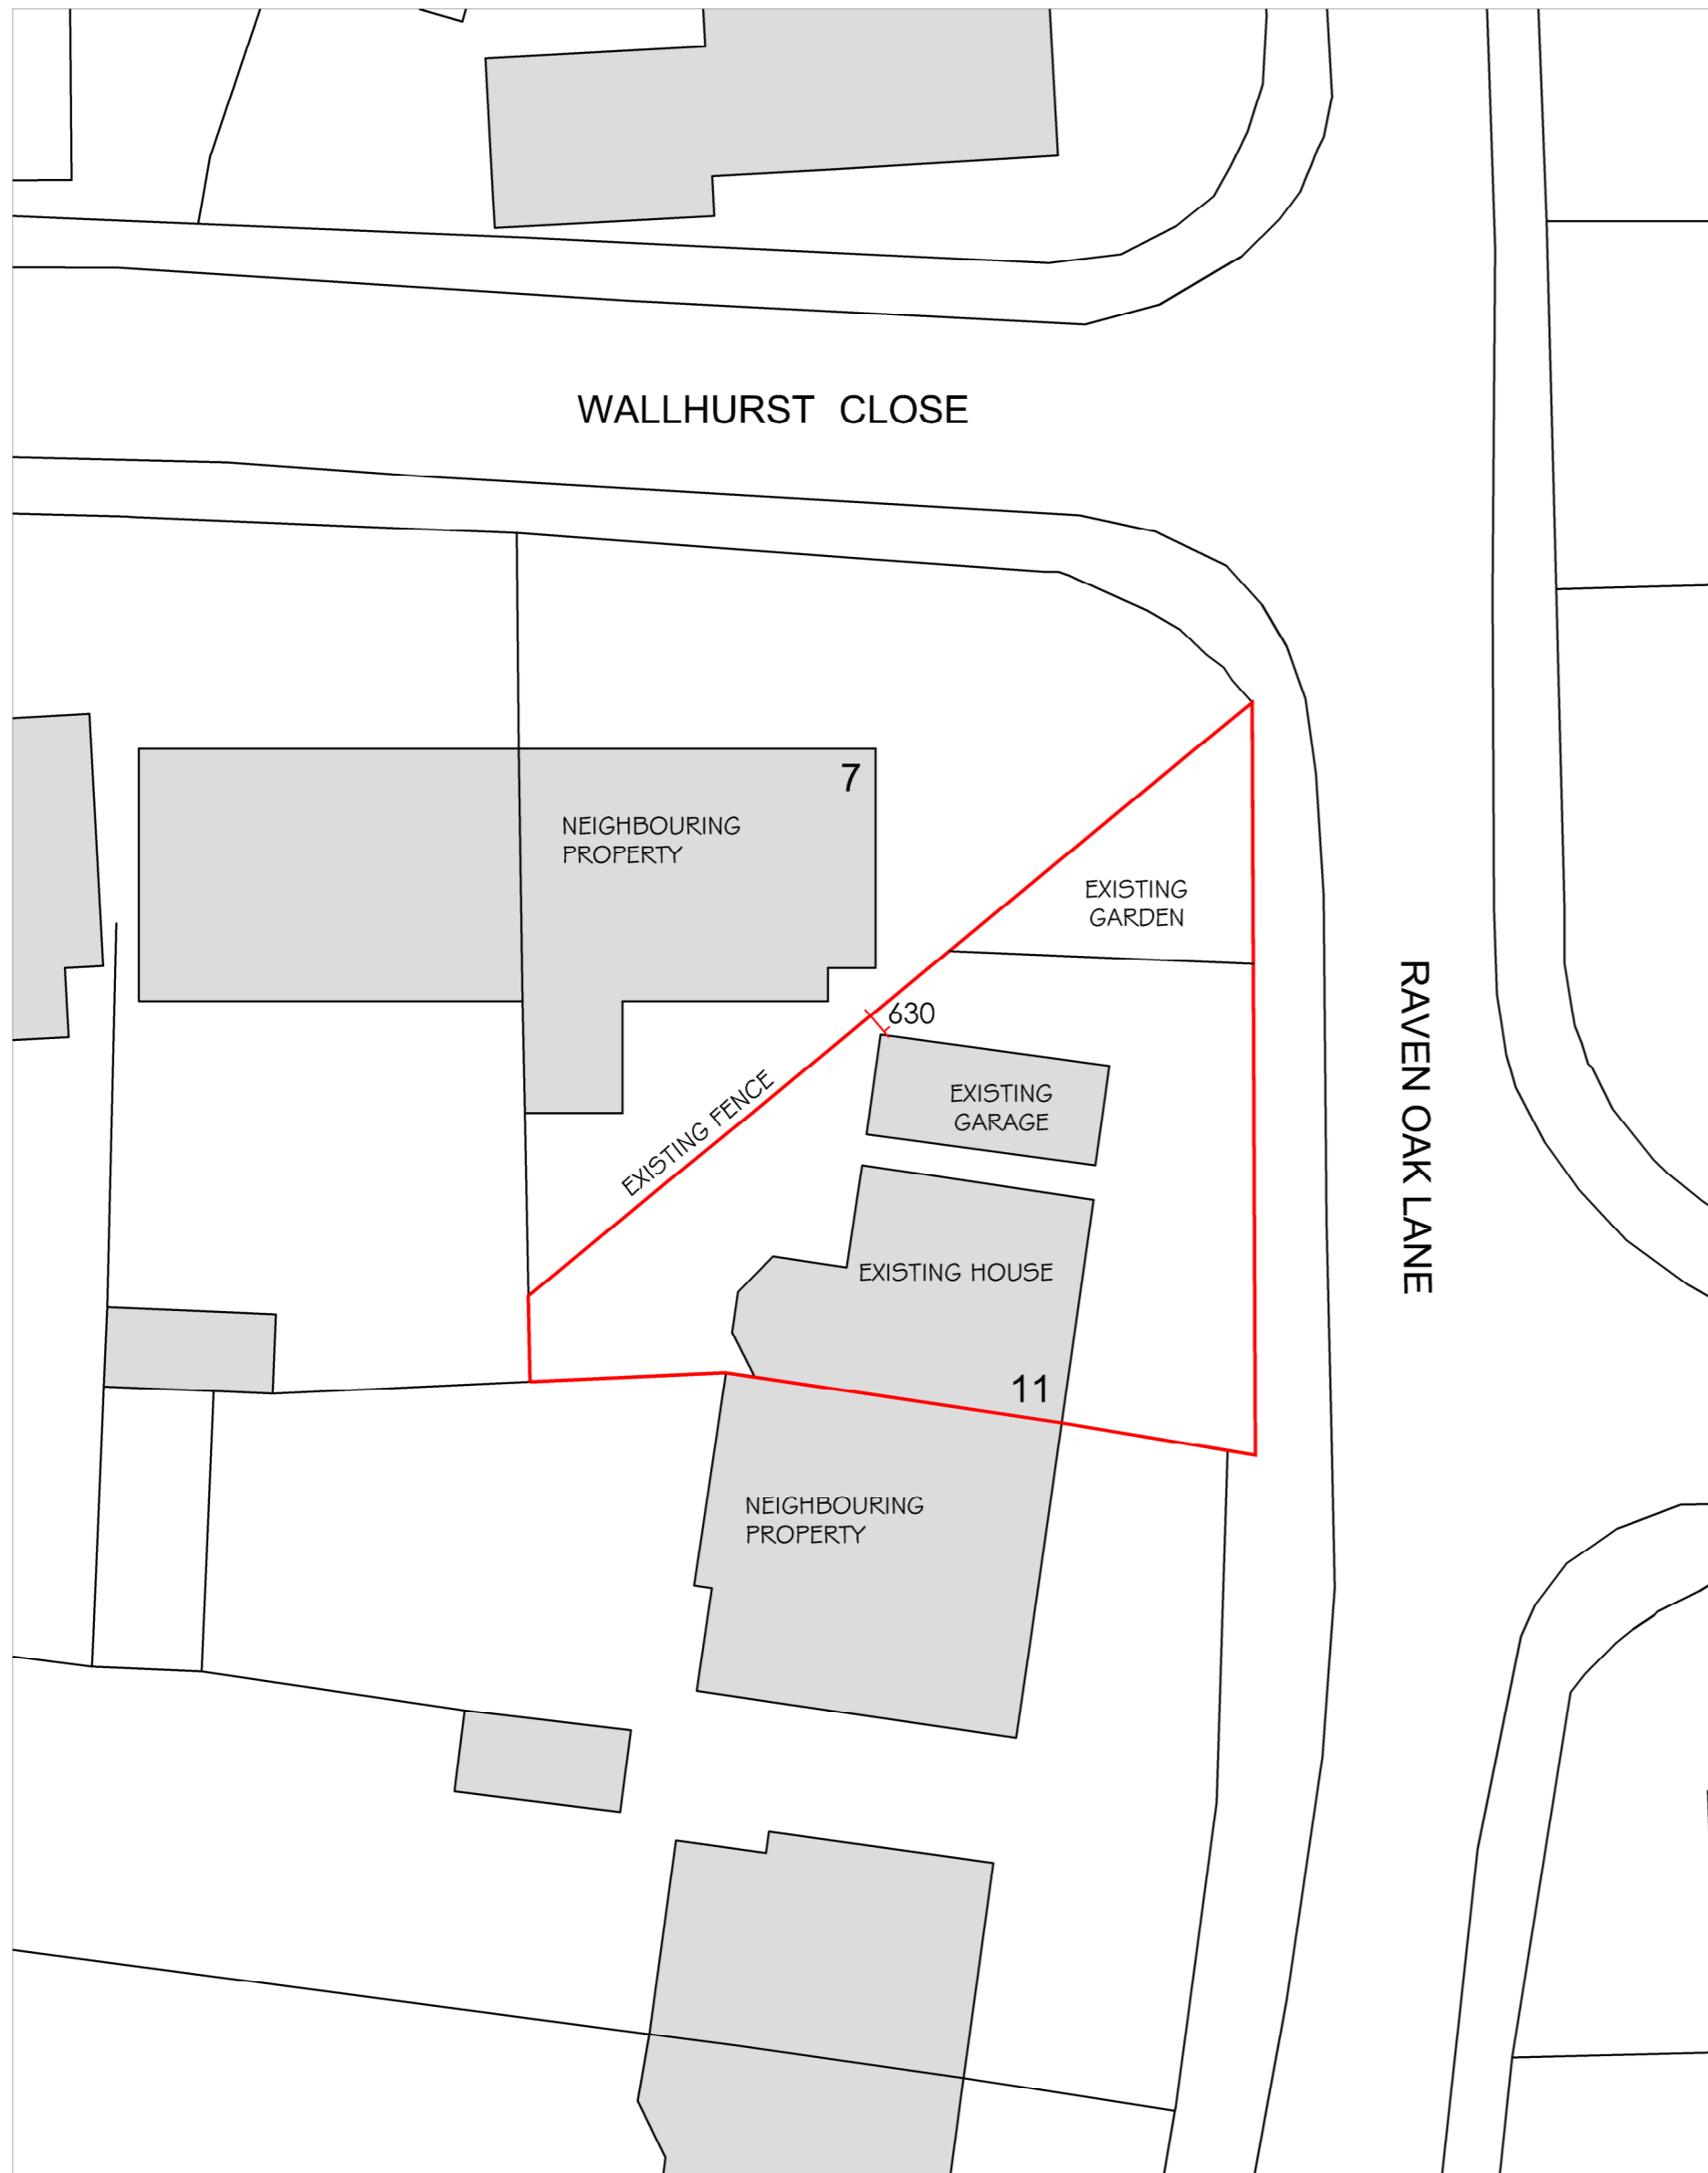 WALLHURST CLOSE
7
NEIGHBOURING
PROPERTY
EXISTING
GARDEN
RAVEN OAK LANE
630
EXISTING FENCE
EXISTING
GARAGE
EXISTING HOUSE
11
NEIGHBOURING
PROPERTY